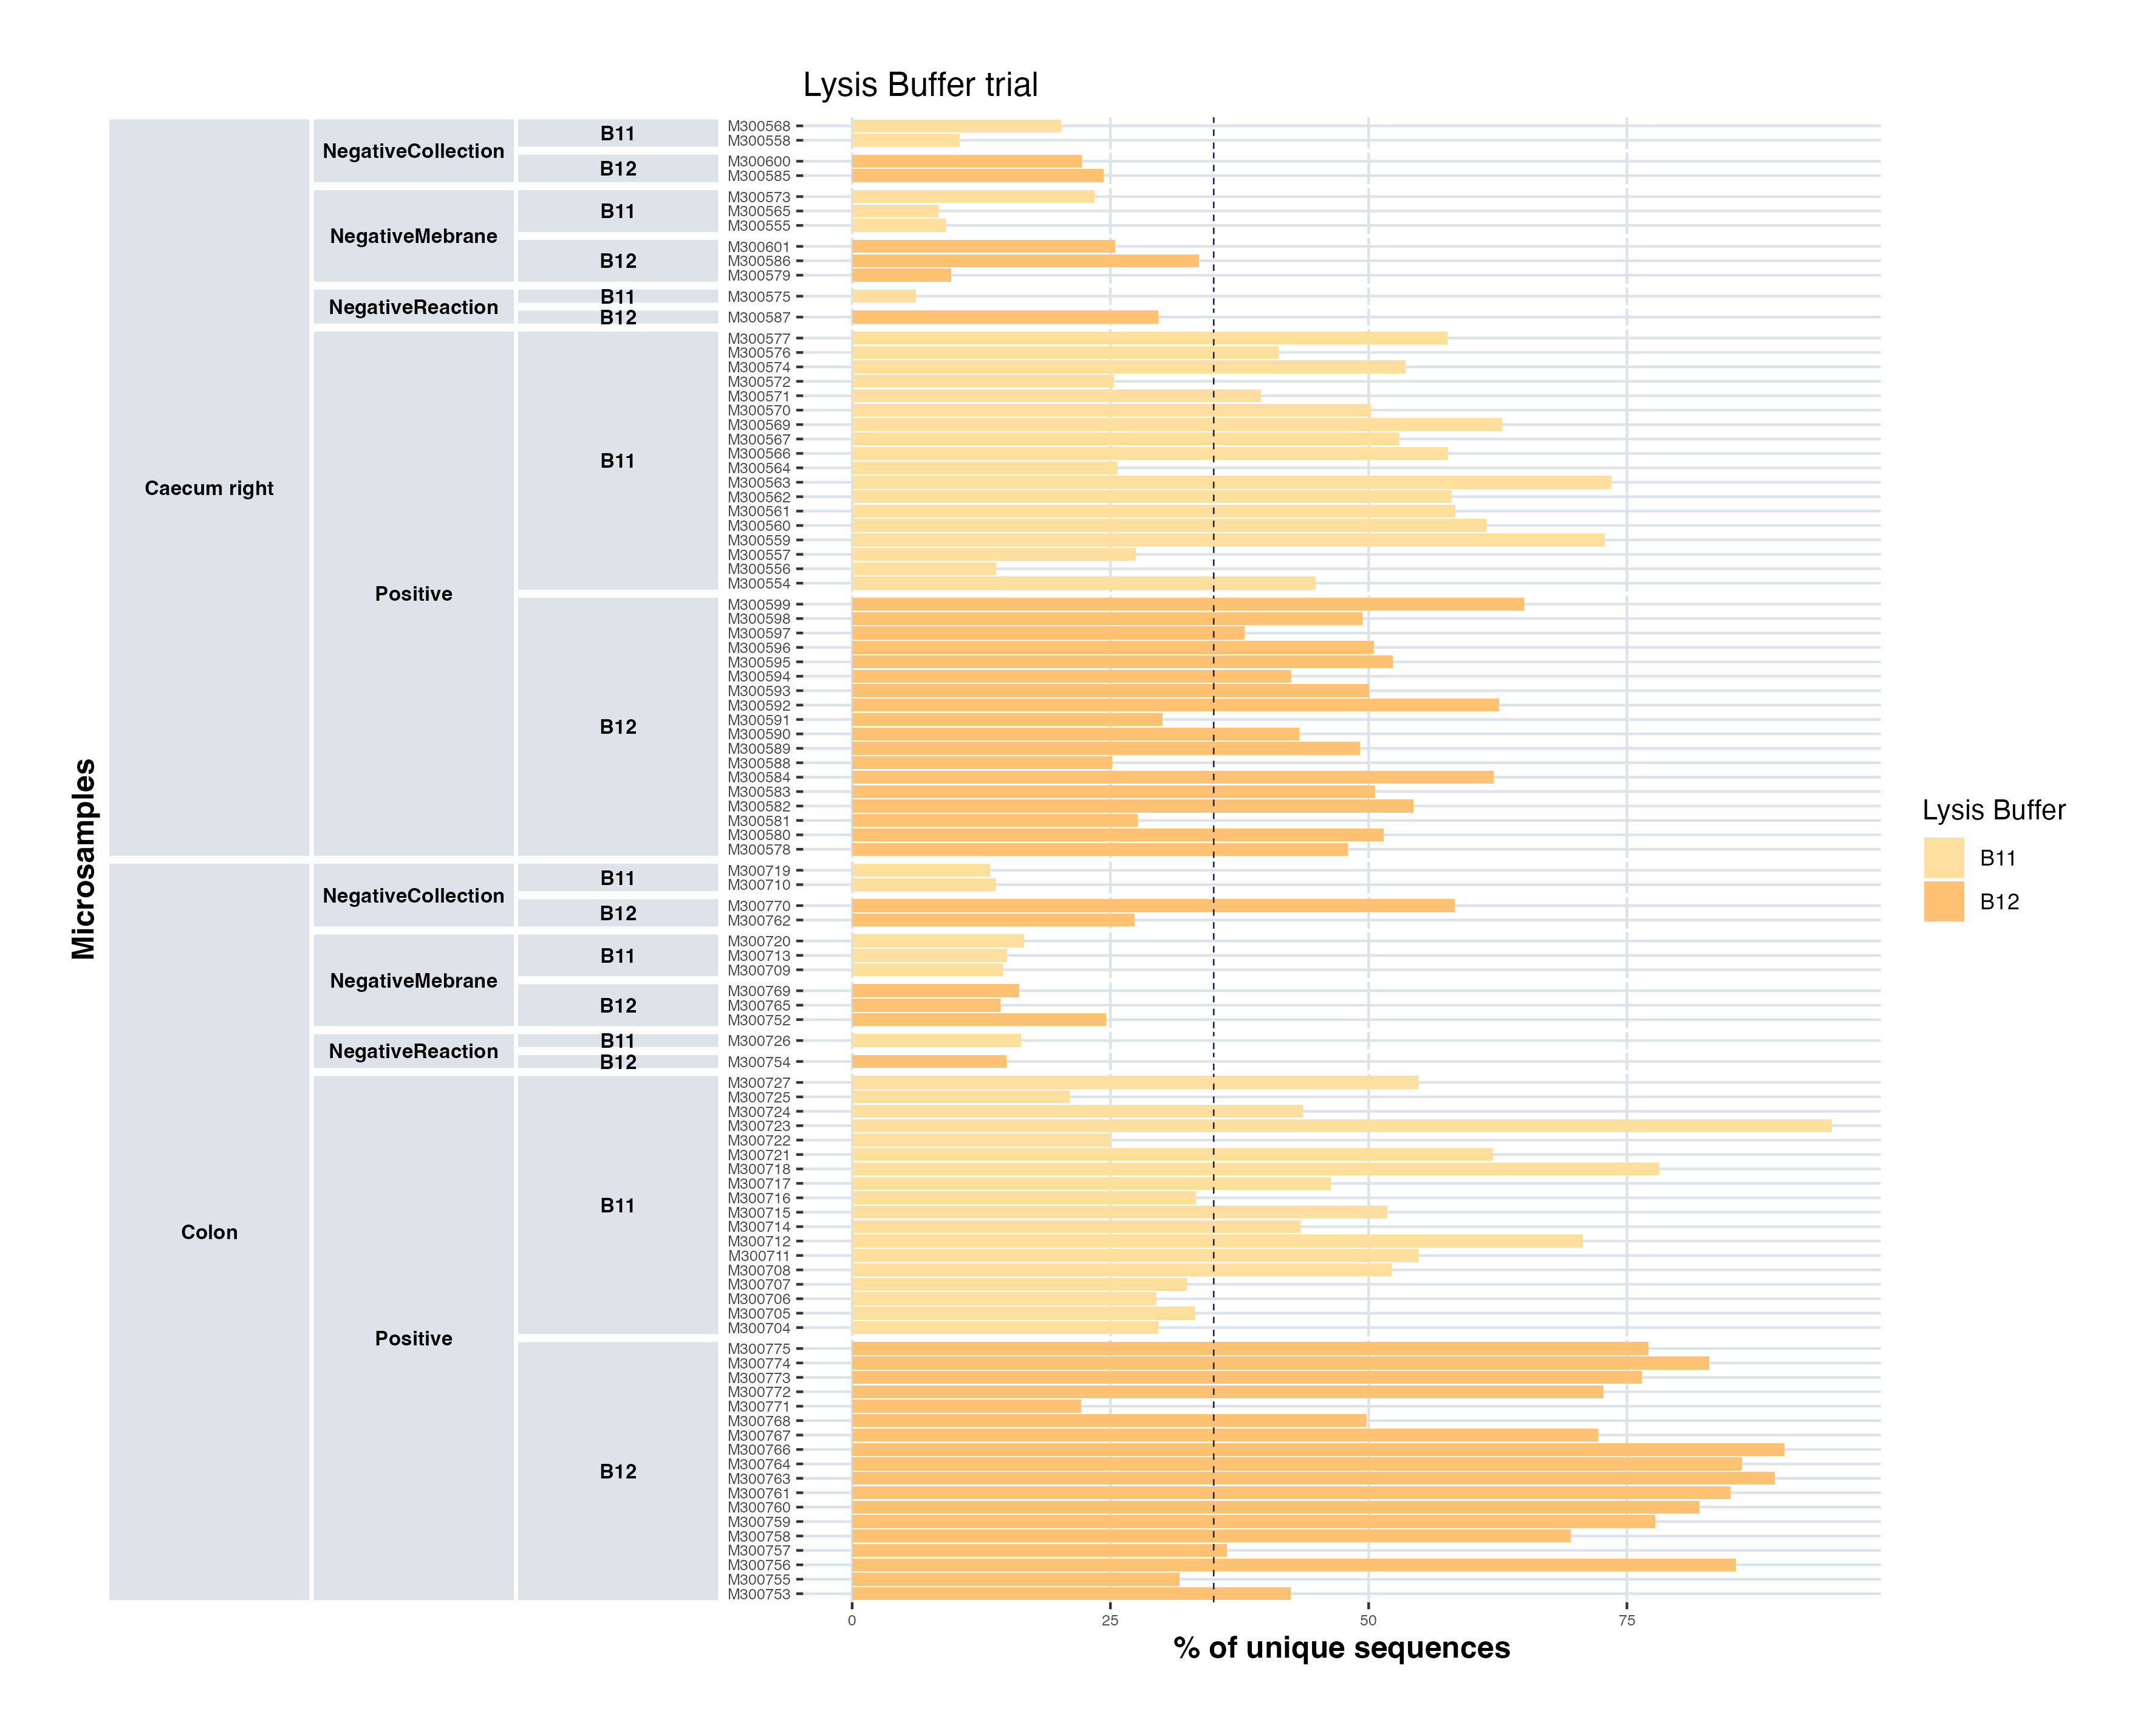 Lysis Buffer trial
Microsamples
Caecum right
NegativeCollection
B11
M300568
M300558
B12
M300600
M300585
NegativeMebrane
B11
M300573
M300565
M300555
B12
M300601
M300586
M300579
NegativeReaction
B11
M300575
B12
M300587
Positive
B11
M300577
M300576
M300574
M300572
M300571
M300570
M300569
M300567
M300566
M300564
M300563
M300562
M300561
M300560
M300559
M300557
M300556
M300554
B12
M300599
M300598
M300597
M300596
M300595
M300594
M300593
M300592
M300591
M300590
M300589
M300588
M300584
M300583
M300582
M300581
M300580
M300578
Colon
NegativeCollection
B11
M300719
M300710
B12
M300770
M300762
NegativeMebrane
B11
M300720
M300713
M300709
B12
M300769
M300765
M300752
NegativeReaction
B11
M300726
B12
M300754
Positive
B11
M300727
M300725
M300724
M300723
M300722
M300721
M300718
M300717
M300716
M300715
M300714
M300712
M300711
M300708
M300707
M300706
M300705
M300704
B12
M300775
M300774
M300773
M300772
M300771
M300768
M300767
M300766
M300764
M300763
M300761
M300760
M300759
M300758
M300757
M300756
M300755
M300753
0 25 50 75
% of unique sequences
Lysis Buffer
B11
B12